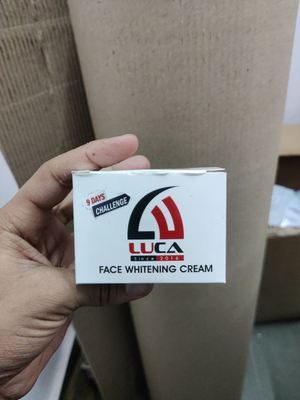 9 DAYS
CHALLENGE
LUCA
Since 2016
FACE WHITENING CREAM